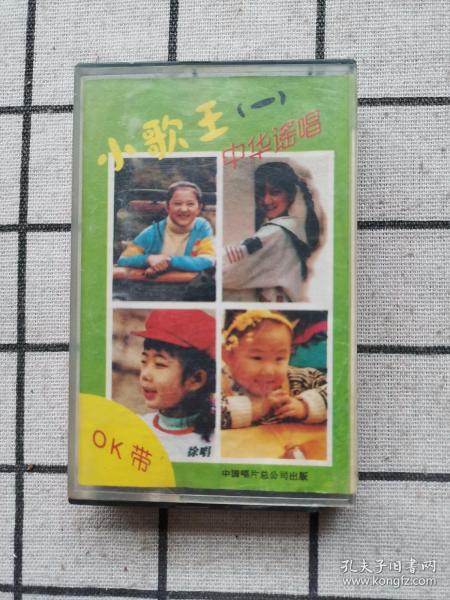 小歌王(一)
中华谣唱
徐唱
OK带
中国唱片总公司出版
孔夫子旧书网
www.kongfz.com